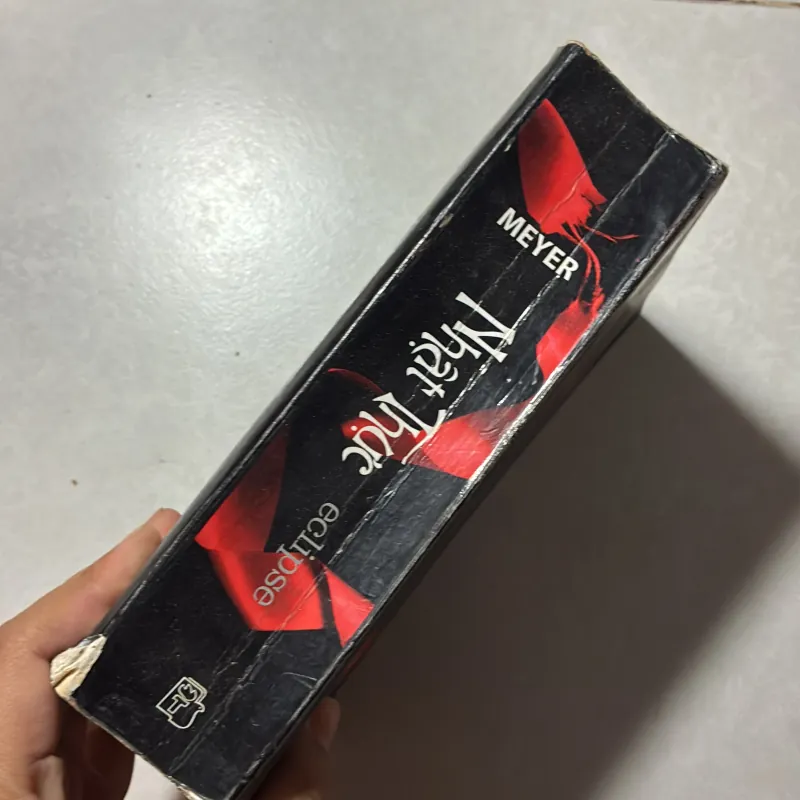 MEYER
Nhật Thực
eclipse